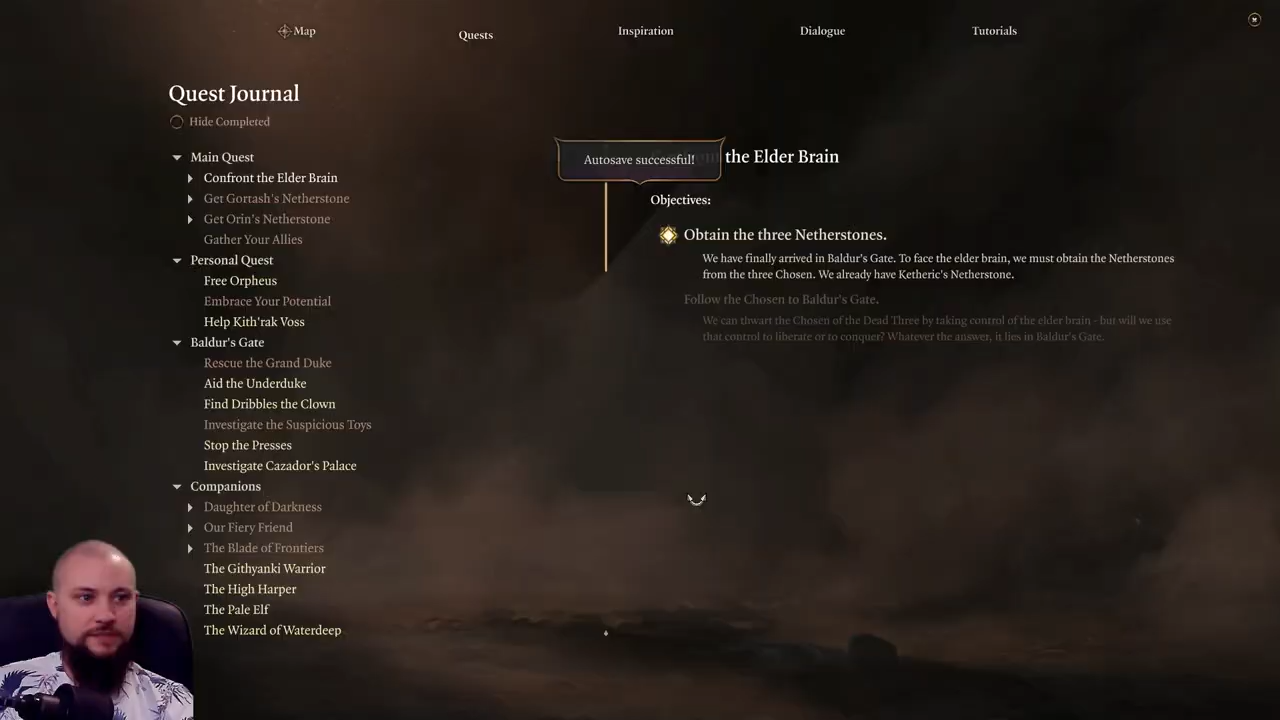 Map
Quests
Inspiration
Dialogue
Tutorials
Quest Journal
Hide Completed
Main Quest
Confront the Elder Brain
Get Gortash's Netherstone
Get Orin's Netherstone
Gather Your Allies
Personal Quest
Free Orpheus
Embrace Your Potential
Help Kith'rak Voss
Baldur's Gate
Rescue the Grand Duke
Aid the Underduke
Find Dribbles the Clown
Investigate the Suspicious Toys
Stop the Presses
Investigate Cazador's Palace
Companions
Daughter of Darkness
Our Fiery Friend
The Blade of Frontiers
The Githyanki Warrior
The High Harper
The Pale Elf
The Wizard of Waterdeep
Autosave successful!
the Elder Brain
Objectives:
Obtain the three Netherstones.
We have finally arrived in Baldur's Gate. To face the elder brain, we must obtain the Netherstones
from the three Chosen. We already have Ketheric's Netherstone.
Follow the Chosen to Baldur's Gate.
We can thwart the Chosen of the Dead Three by taking control of the elder brain - but will we use
that control to liberate or to conquer? Whatever the answer, it lies in Baldur's Gate.